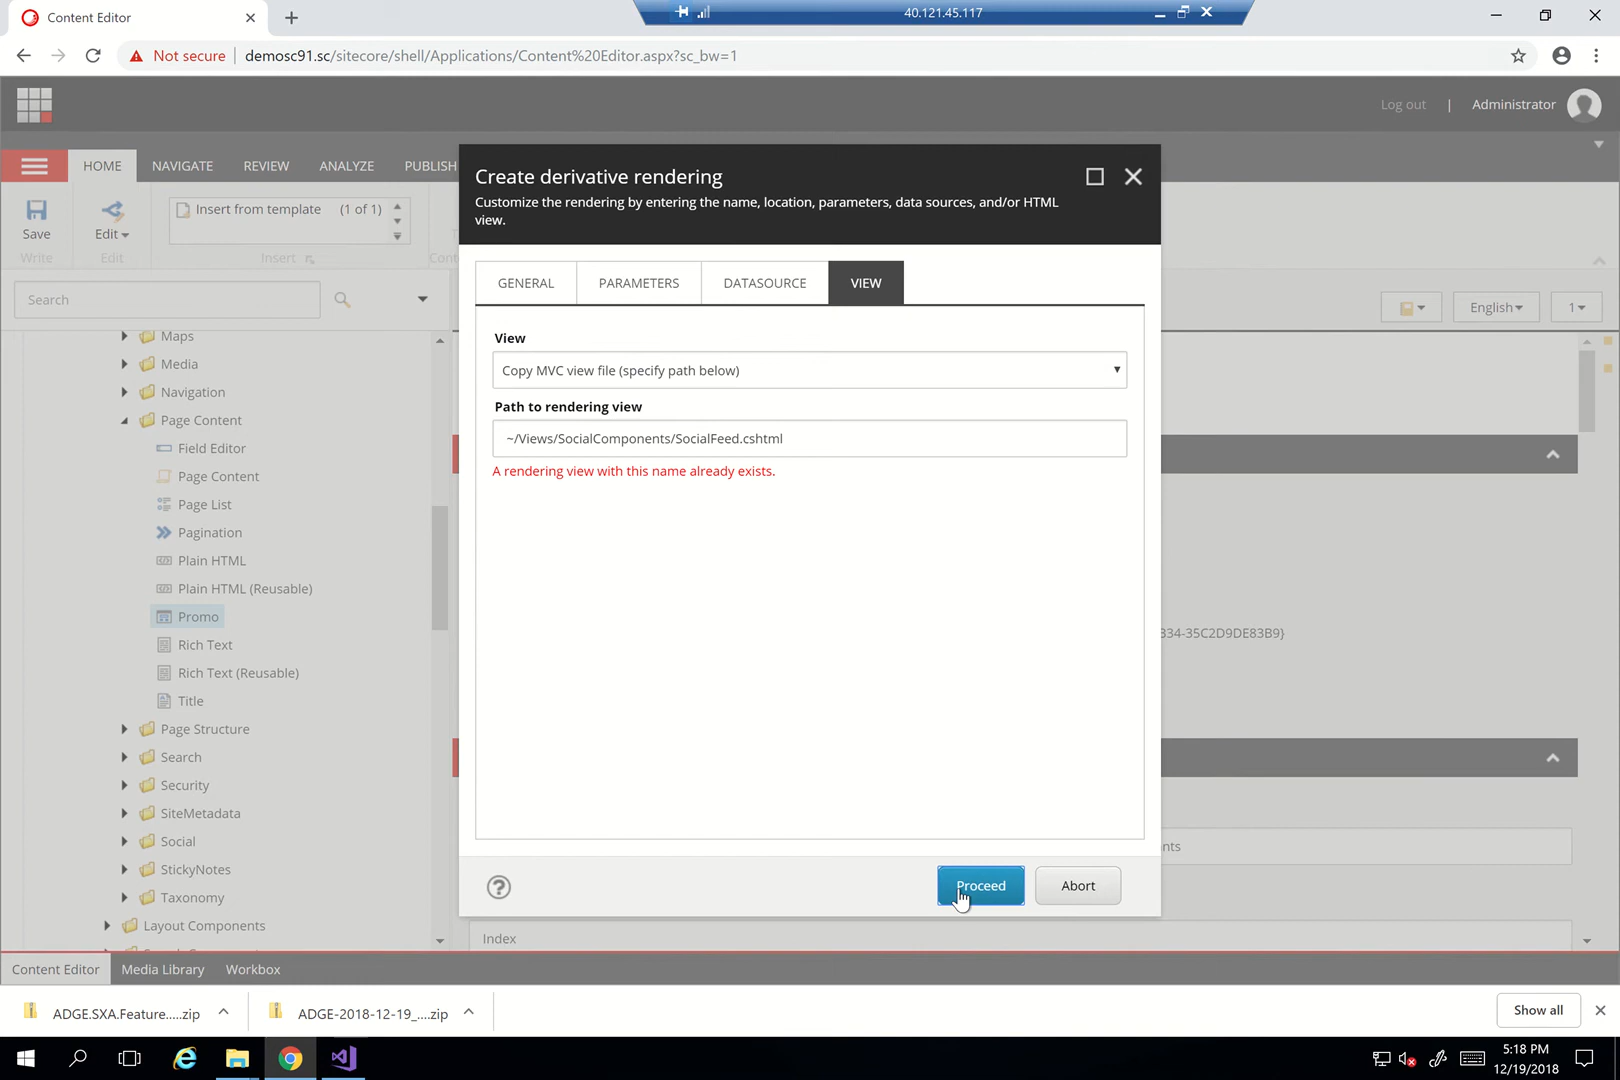 Content Editor
40.121.45.117
Not secure
demosc91.sc/sitecore/shell/Applications/Content%20Editor.aspx?sc_bw=1
Log out
|
Administrator
HOME
NAVIGATE
REVIEW
ANALYZE
PUBLISH
Save
Write
Edit
Edit
Insert from template (1 of 1)
Insert
Cont
Search
English
1
Maps
Media
Navigation
Page Content
Field Editor
Page Content
Page List
Pagination
Plain HTML
Plain HTML (Reusable)
Promo
Rich Text
Rich Text (Reusable)
Title
Page Structure
Search
Security
SiteMetadata
Social
StickyNotes
Taxonomy
Layout Components
Create derivative rendering
Customize the rendering by entering the name, location, parameters, data sources, and/or HTML
view.
GENERAL
PARAMETERS
DATASOURCE
VIEW
View
Copy MVC view file (specify path below)
Path to rendering view
~/Views/SocialComponents/SocialFeed.cshtml
A rendering view with this name already exists.
Proceed
Abort
334-35C2D9DE83B9}
nts
Index
Content Editor
Media Library
Workbox
ADGE.SXA.Feature.....zip
ADGE-2018-12-19_....zip
Show all
5:18 PM
12/19/2018